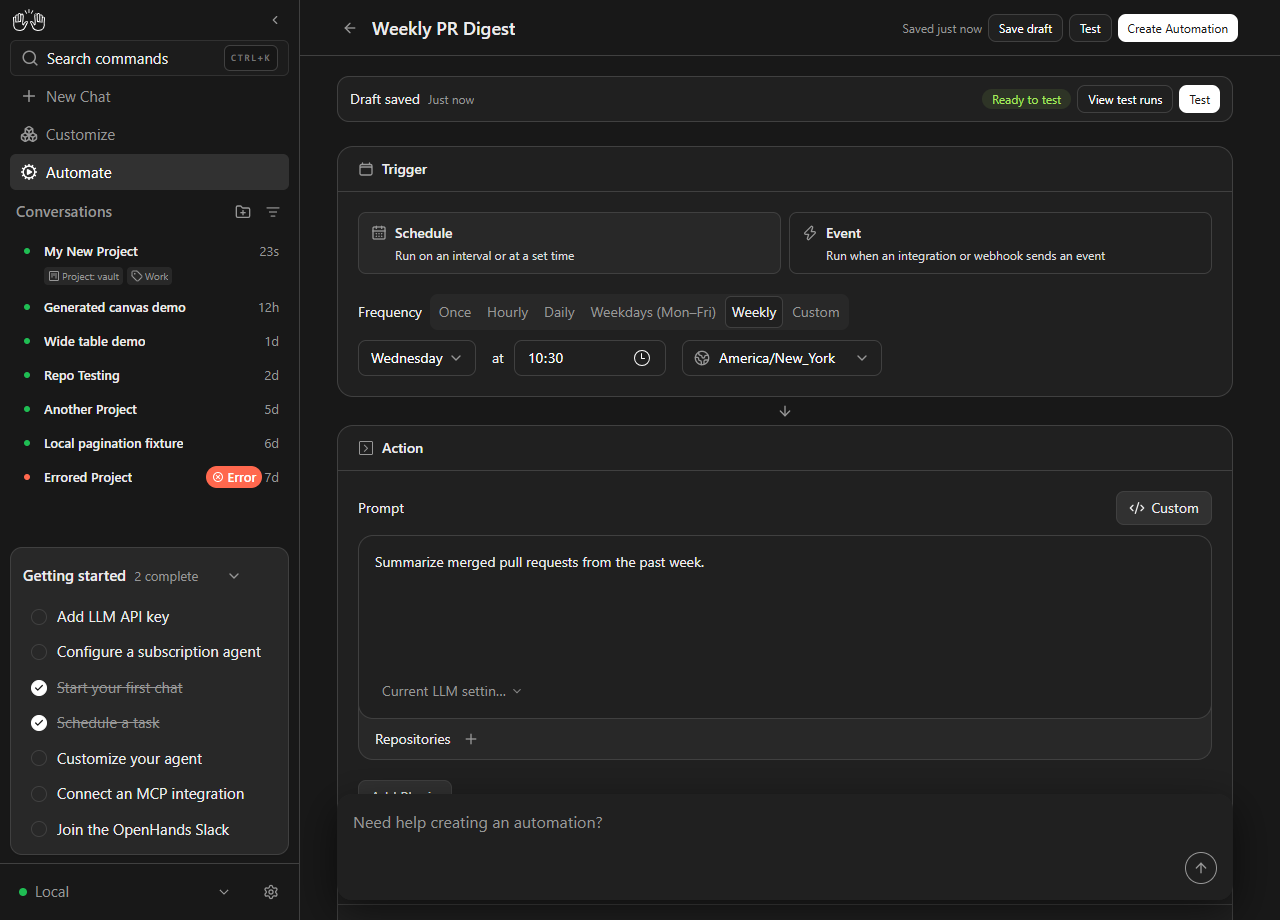 Search commands CTRL+K
New Chat
Customize
Automate
Conversations
My New Project 23s
Project: vault Work
Generated canvas demo 12h
Wide table demo 1d
Repo Testing 2d
Another Project 5d
Local pagination fixture 6d
Errored Project Error 7d
Getting started 2 complete
Add LLM API key
Configure a subscription agent
Start your first chat
Schedule a task
Customize your agent
Connect an MCP integration
Join the OpenHands Slack
Local
Weekly PR Digest Saved just now Save draft Test Create Automation
Draft saved Just now Ready to test View test runs Test
Trigger
Schedule
Run on an interval or at a set time
Event
Run when an integration or webhook sends an event
Frequency Once Hourly Daily Weekdays (Mon–Fri) Weekly Custom
Wednesday at 10:30 America/New_York
Action
Prompt Custom
Summarize merged pull requests from the past week.
Current LLM settin...
Repositories
Need help creating an automation?